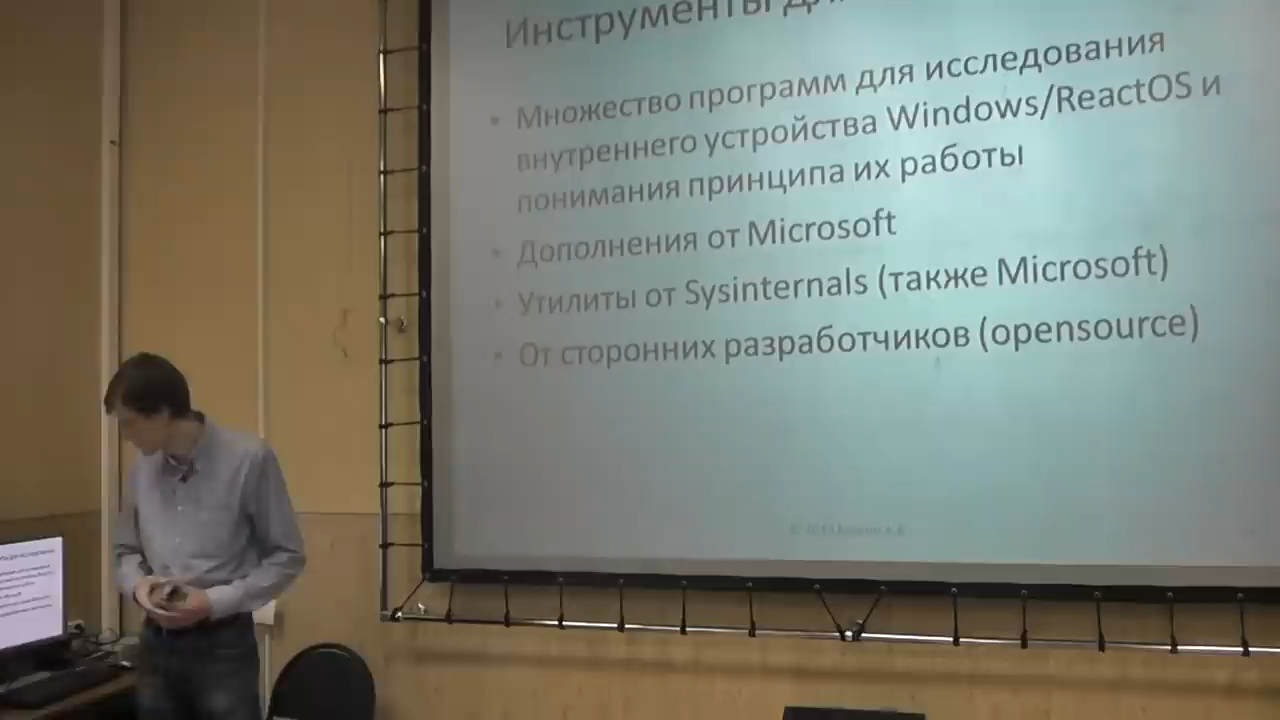 Инструменты
Множество программ для исследования
внутреннего устройства Windows/ReactOS и
понимания принципа их работы
Дополнения от Microsoft
Утилиты от Sysinternals (также Microsoft)
От сторонних разработчиков (opensource)